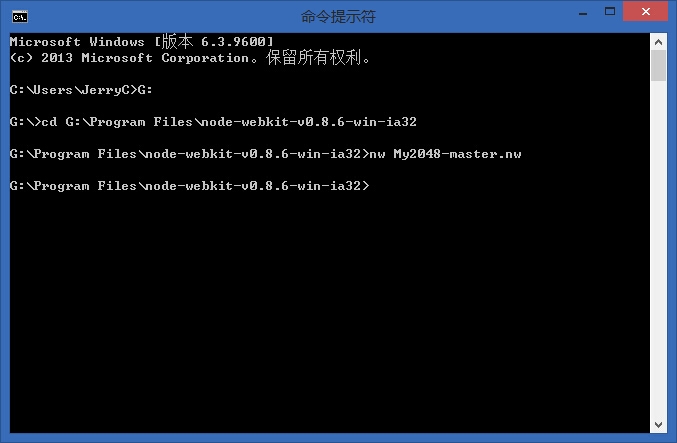 命令提示符
Microsoft Windows [版本 6.3.9600]
(c) 2013 Microsoft Corporation。保留所有权利。
C:\Users\JerryC>G:
G:\>cd G:\Program Files\node-webkit-v0.8.6-win-ia32
G:\Program Files\node-webkit-v0.8.6-win-ia32>nw My2048-master.nw
G:\Program Files\node-webkit-v0.8.6-win-ia32>